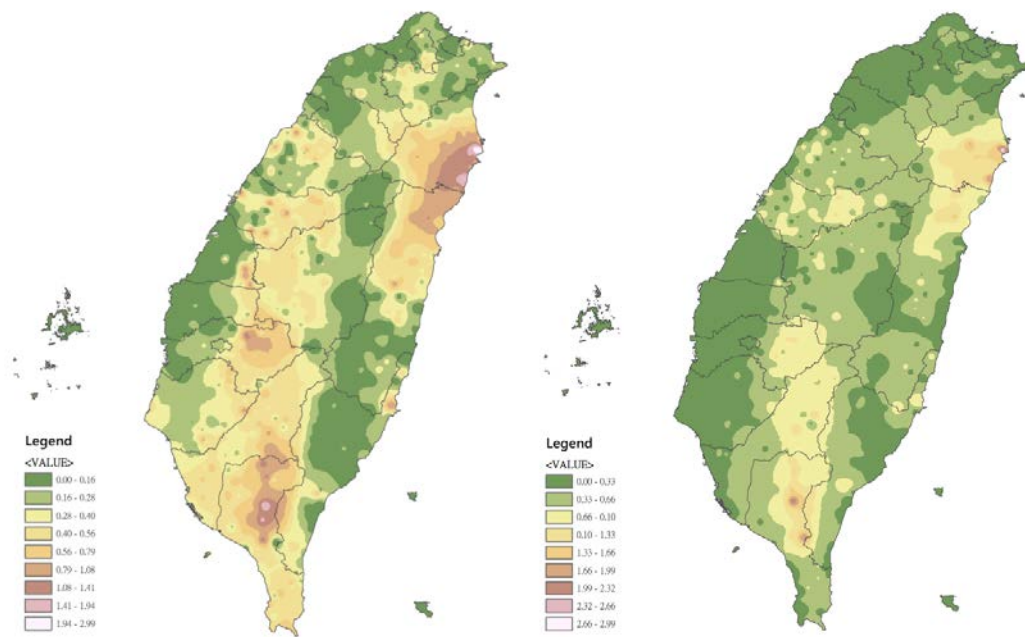 Legend
<VALUE>
0.00 - 0.16
0.16 - 0.28
0.28 - 0.40
0.40 - 0.56
0.56 - 0.79
0.79 - 1.08
1.08 - 1.41
1.41 - 1.94
1.94 - 2.99
Legend
<VALUE>
0.00 - 0.33
0.33 - 0.66
0.66 - 0.10
0.10 - 1.33
1.33 - 1.66
1.66 - 1.99
1.99 - 2.32
2.32 - 2.66
2.66 - 2.99